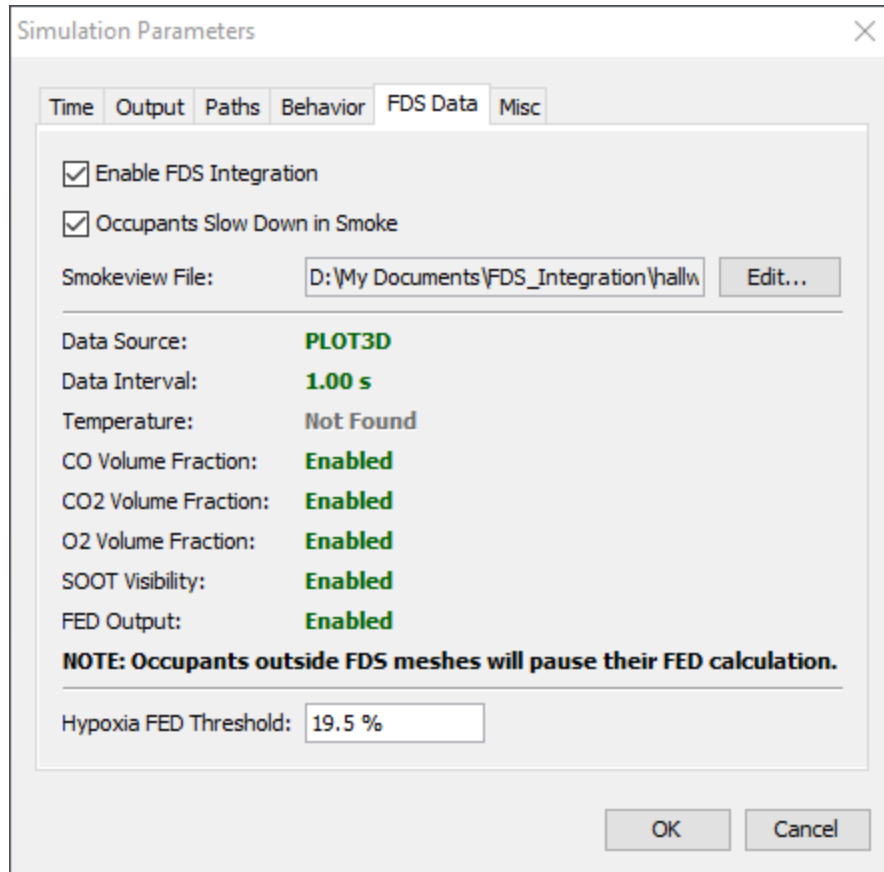 Simulation Parameters
Time Output Paths Behavior FDS Data Misc
Enable FDS Integration
Occupants Slow Down in Smoke
Smokeview File: D:\My Documents\FDS_Integration\hallw Edit...
Data Source: PLOT3D
Data Interval: 1.00 s
Temperature: Not Found
CO Volume Fraction: Enabled
CO2 Volume Fraction: Enabled
O2 Volume Fraction: Enabled
SOOT Visibility: Enabled
FED Output: Enabled
NOTE: Occupants outside FDS meshes will pause their FED calculation.
Hypoxia FED Threshold: 19.5 %
OK Cancel